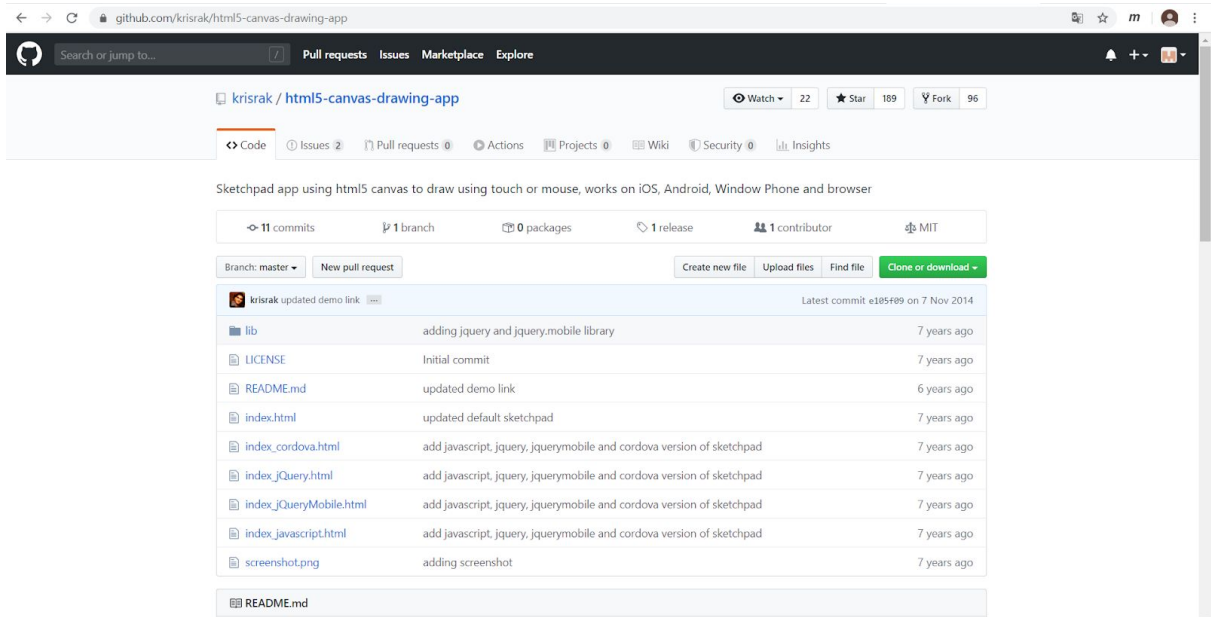 github.com/krisrak/html5-canvas-drawing-app
m
Search or jump to... / Pull requests Issues Marketplace Explore
krisrak / html5-canvas-drawing-app Watch 22 Star 189 Fork 96
Code Issues 2 Pull requests 0 Actions Projects 0 Wiki Security 0 Insights
Sketchpad app using html5 canvas to draw using touch or mouse, works on iOS, Android, Window Phone and browser
11 commits 1 branch 0 packages 1 release 1 contributor MIT
Branch: master New pull request Create new file Upload files Find file Clone or download
krisrak updated demo link ... Latest commit e105f09 on 7 Nov 2014
lib adding jquery and jquery.mobile library 7 years ago
LICENSE Initial commit 7 years ago
README.md updated demo link 6 years ago
index.html updated default sketchpad 7 years ago
index_cordova.html add javascript, jquery, jquerymobile and cordova version of sketchpad 7 years ago
index_jQuery.html add javascript, jquery, jquerymobile and cordova version of sketchpad 7 years ago
index_jQueryMobile.html add javascript, jquery, jquerymobile and cordova version of sketchpad 7 years ago
index_javascript.html add javascript, jquery, jquerymobile and cordova version of sketchpad 7 years ago
screenshot.png adding screenshot 7 years ago
README.md